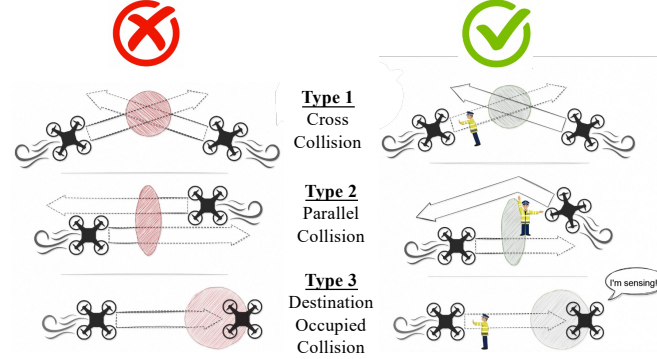 Type 1
Cross
Collision
Type 2
Parallel
Collision
Type 3
Destination
Occupied
Collision
I'm sensing!